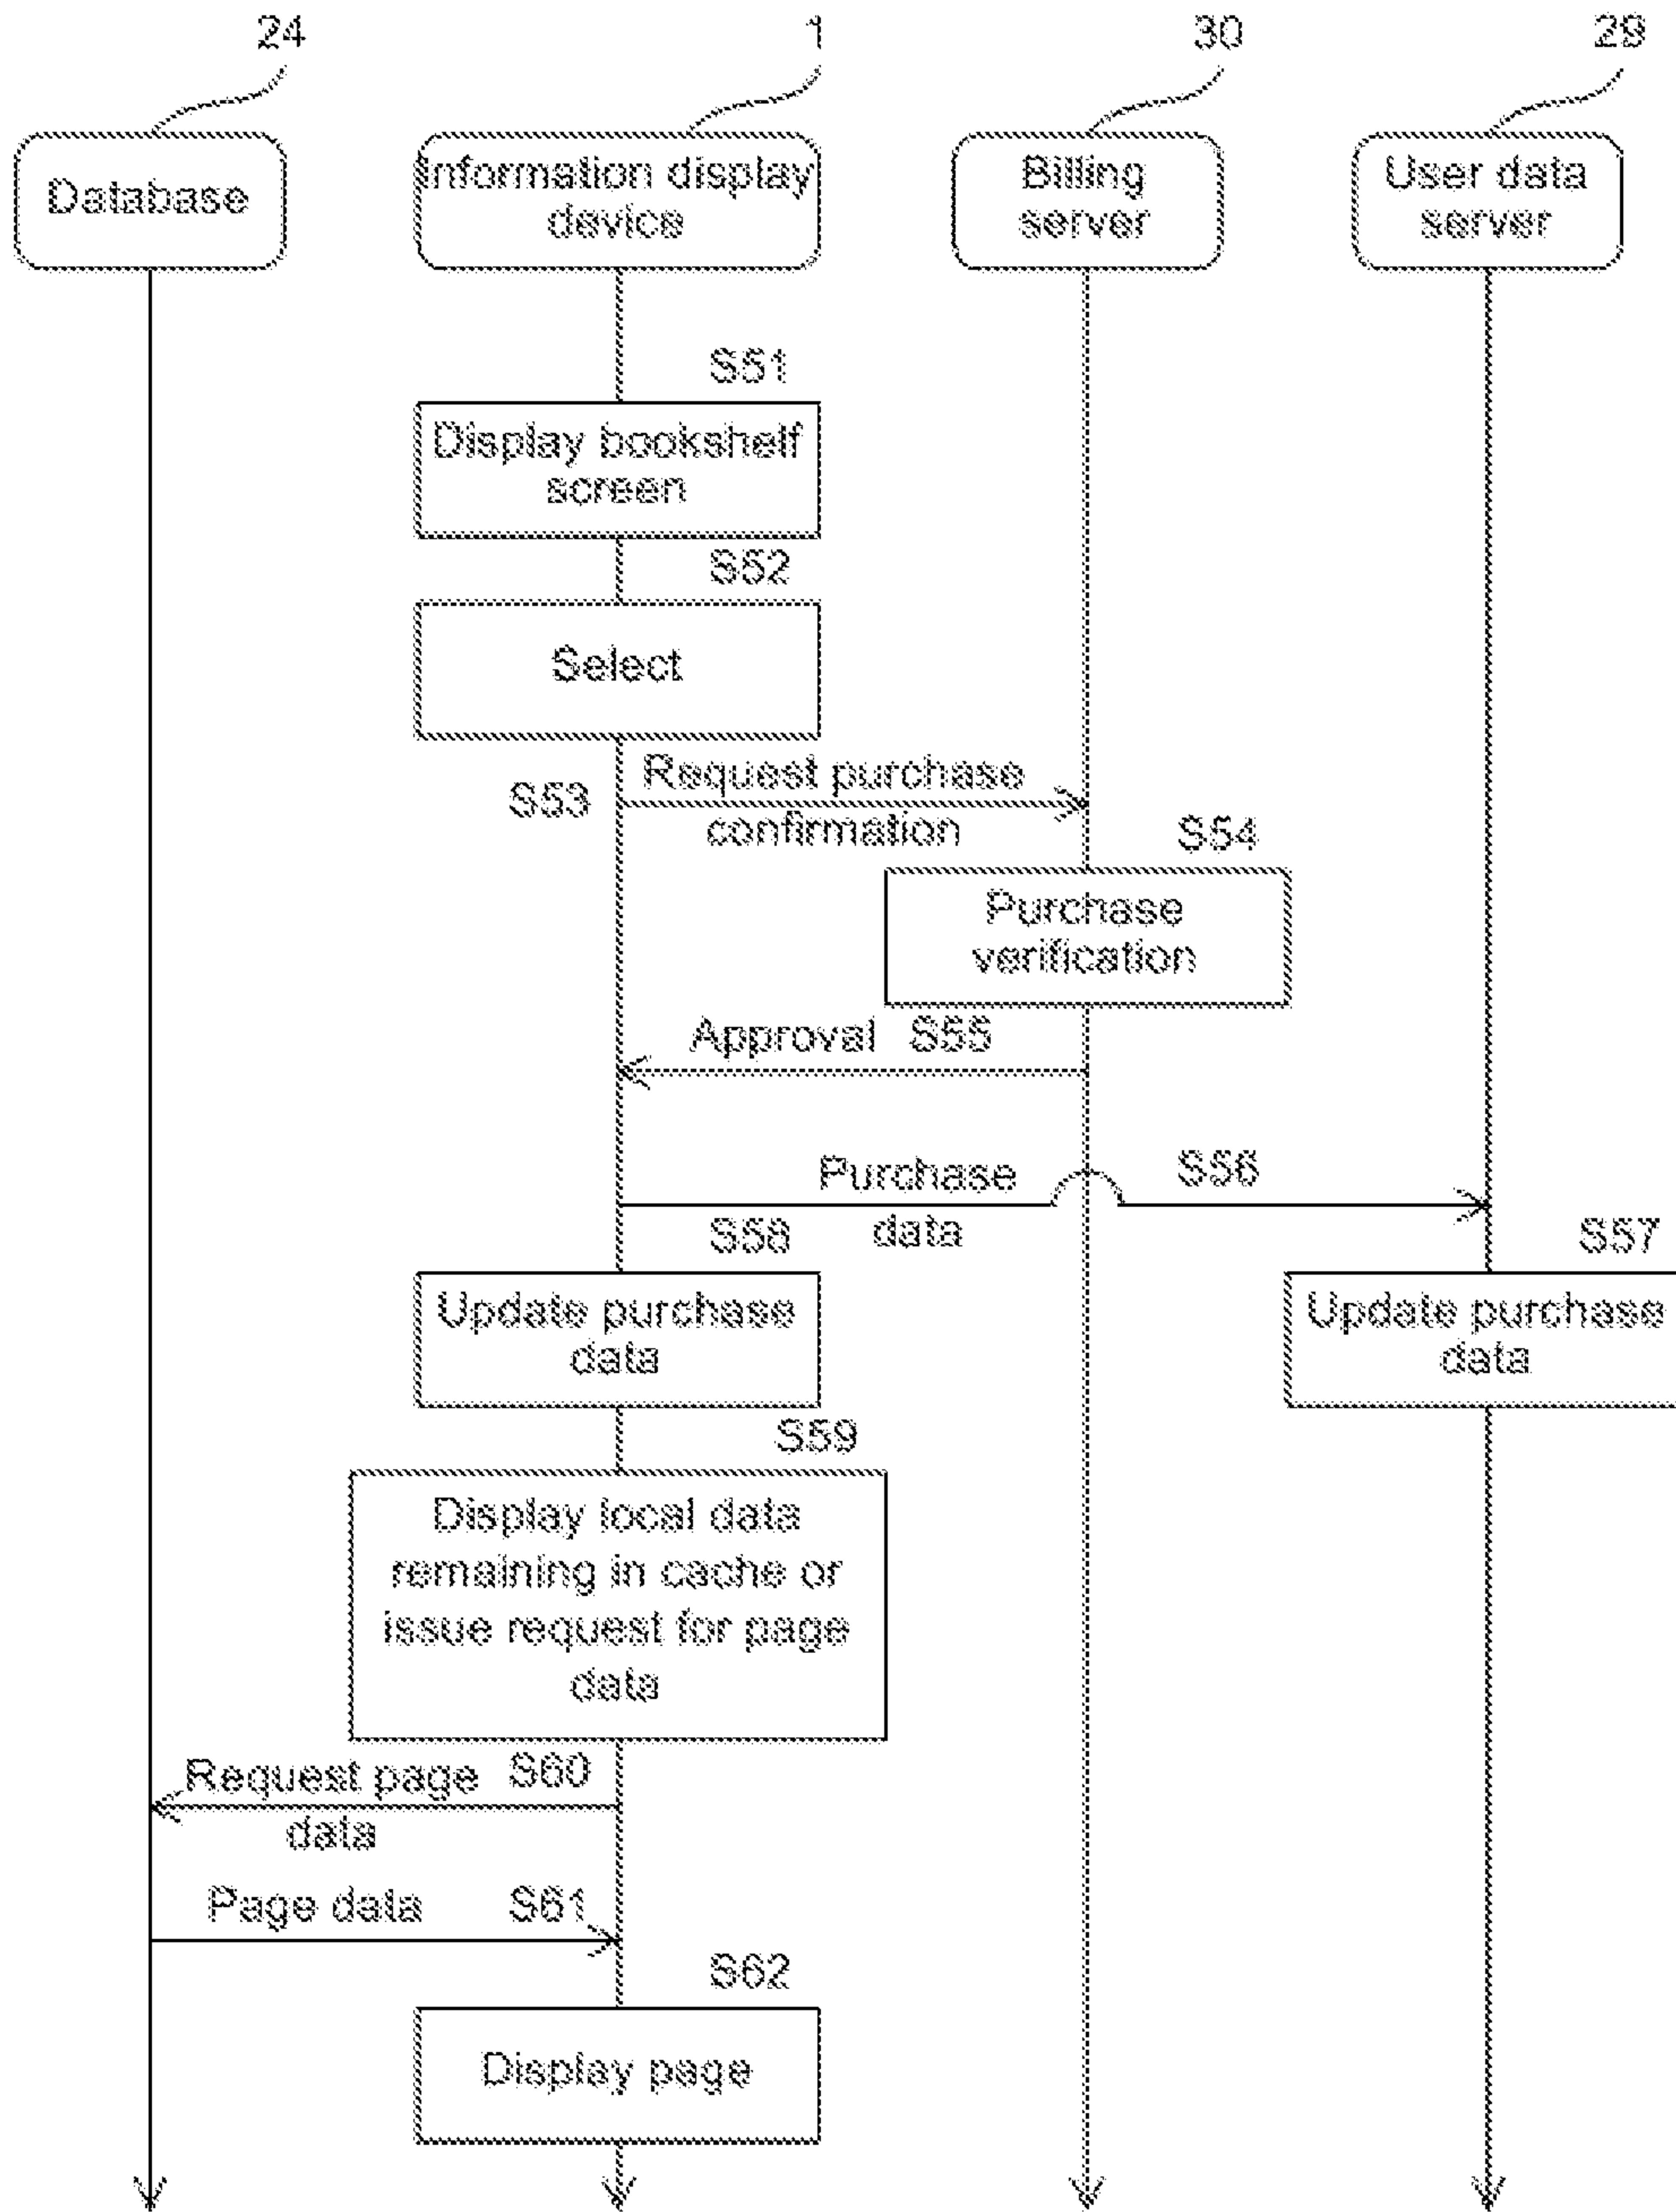 24
1
30
29
Database
Information display
device
Billing
server
User data
server
S51
Display bookshelf
screen
S52
Select
S53
Request purchase
confirmation
S54
Purchase
verification
Approval S55
Purchase
data
S56
S58
Update purchase
data
S57
Update purchase
data
S59
Display local data
remaining in cache or
issue request for page
data
Request page
data
S60
Page data S61
S62
Display page